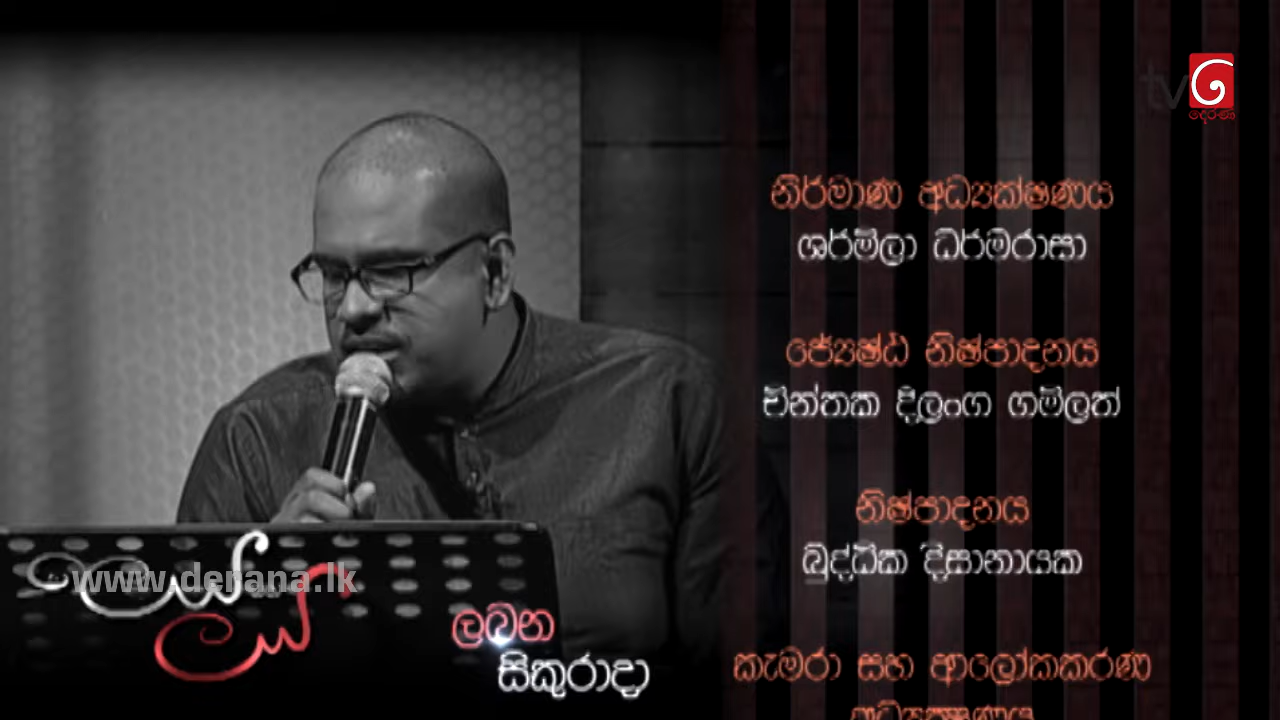 tv
දෙරණ
නිර්මාණ අධ්‍යක්ෂණය
ශර්මිලා ධර්මරාසා
ජ්‍යෙෂ්ඨ නිෂ්පාදනය
චින්තක දිලංග ගමිලත්
නිෂ්පාදනය
බුද්ධික දිසානායක
කැමරා සහ ආලෝකකරණ
www.derana.lk
ලබන
සිකුරාදා